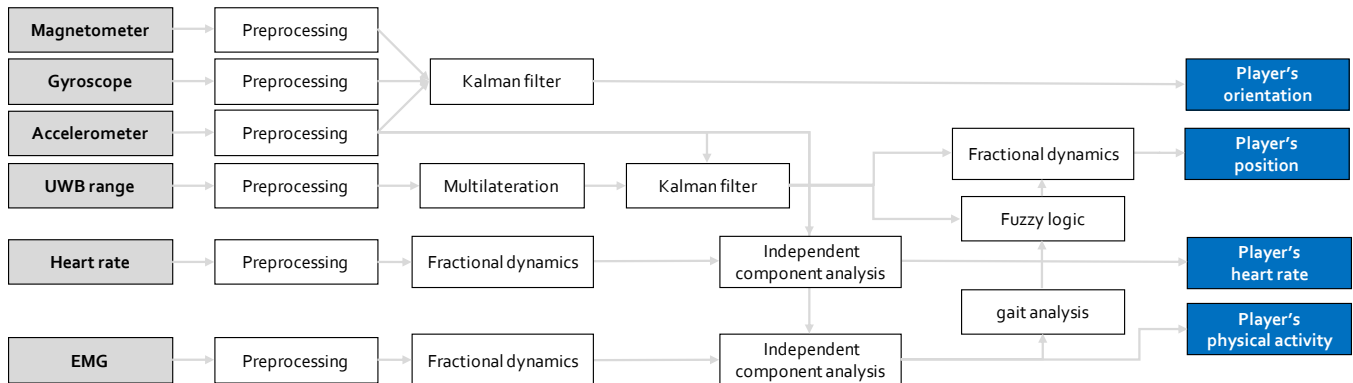 Magnetometer
Preprocessing
Gyroscope
Preprocessing
Kalman filter
Player's
orientation
Accelerometer
Preprocessing
Fractional dynamics
Player's
position
UWB range
Preprocessing
Multilateration
Kalman filter
Fuzzy logic
Heart rate
Preprocessing
Fractional dynamics
Independent
component analysis
Player's
heart rate
gait analysis
Player's
physical activity
EMG
Preprocessing
Fractional dynamics
Independent
component analysis